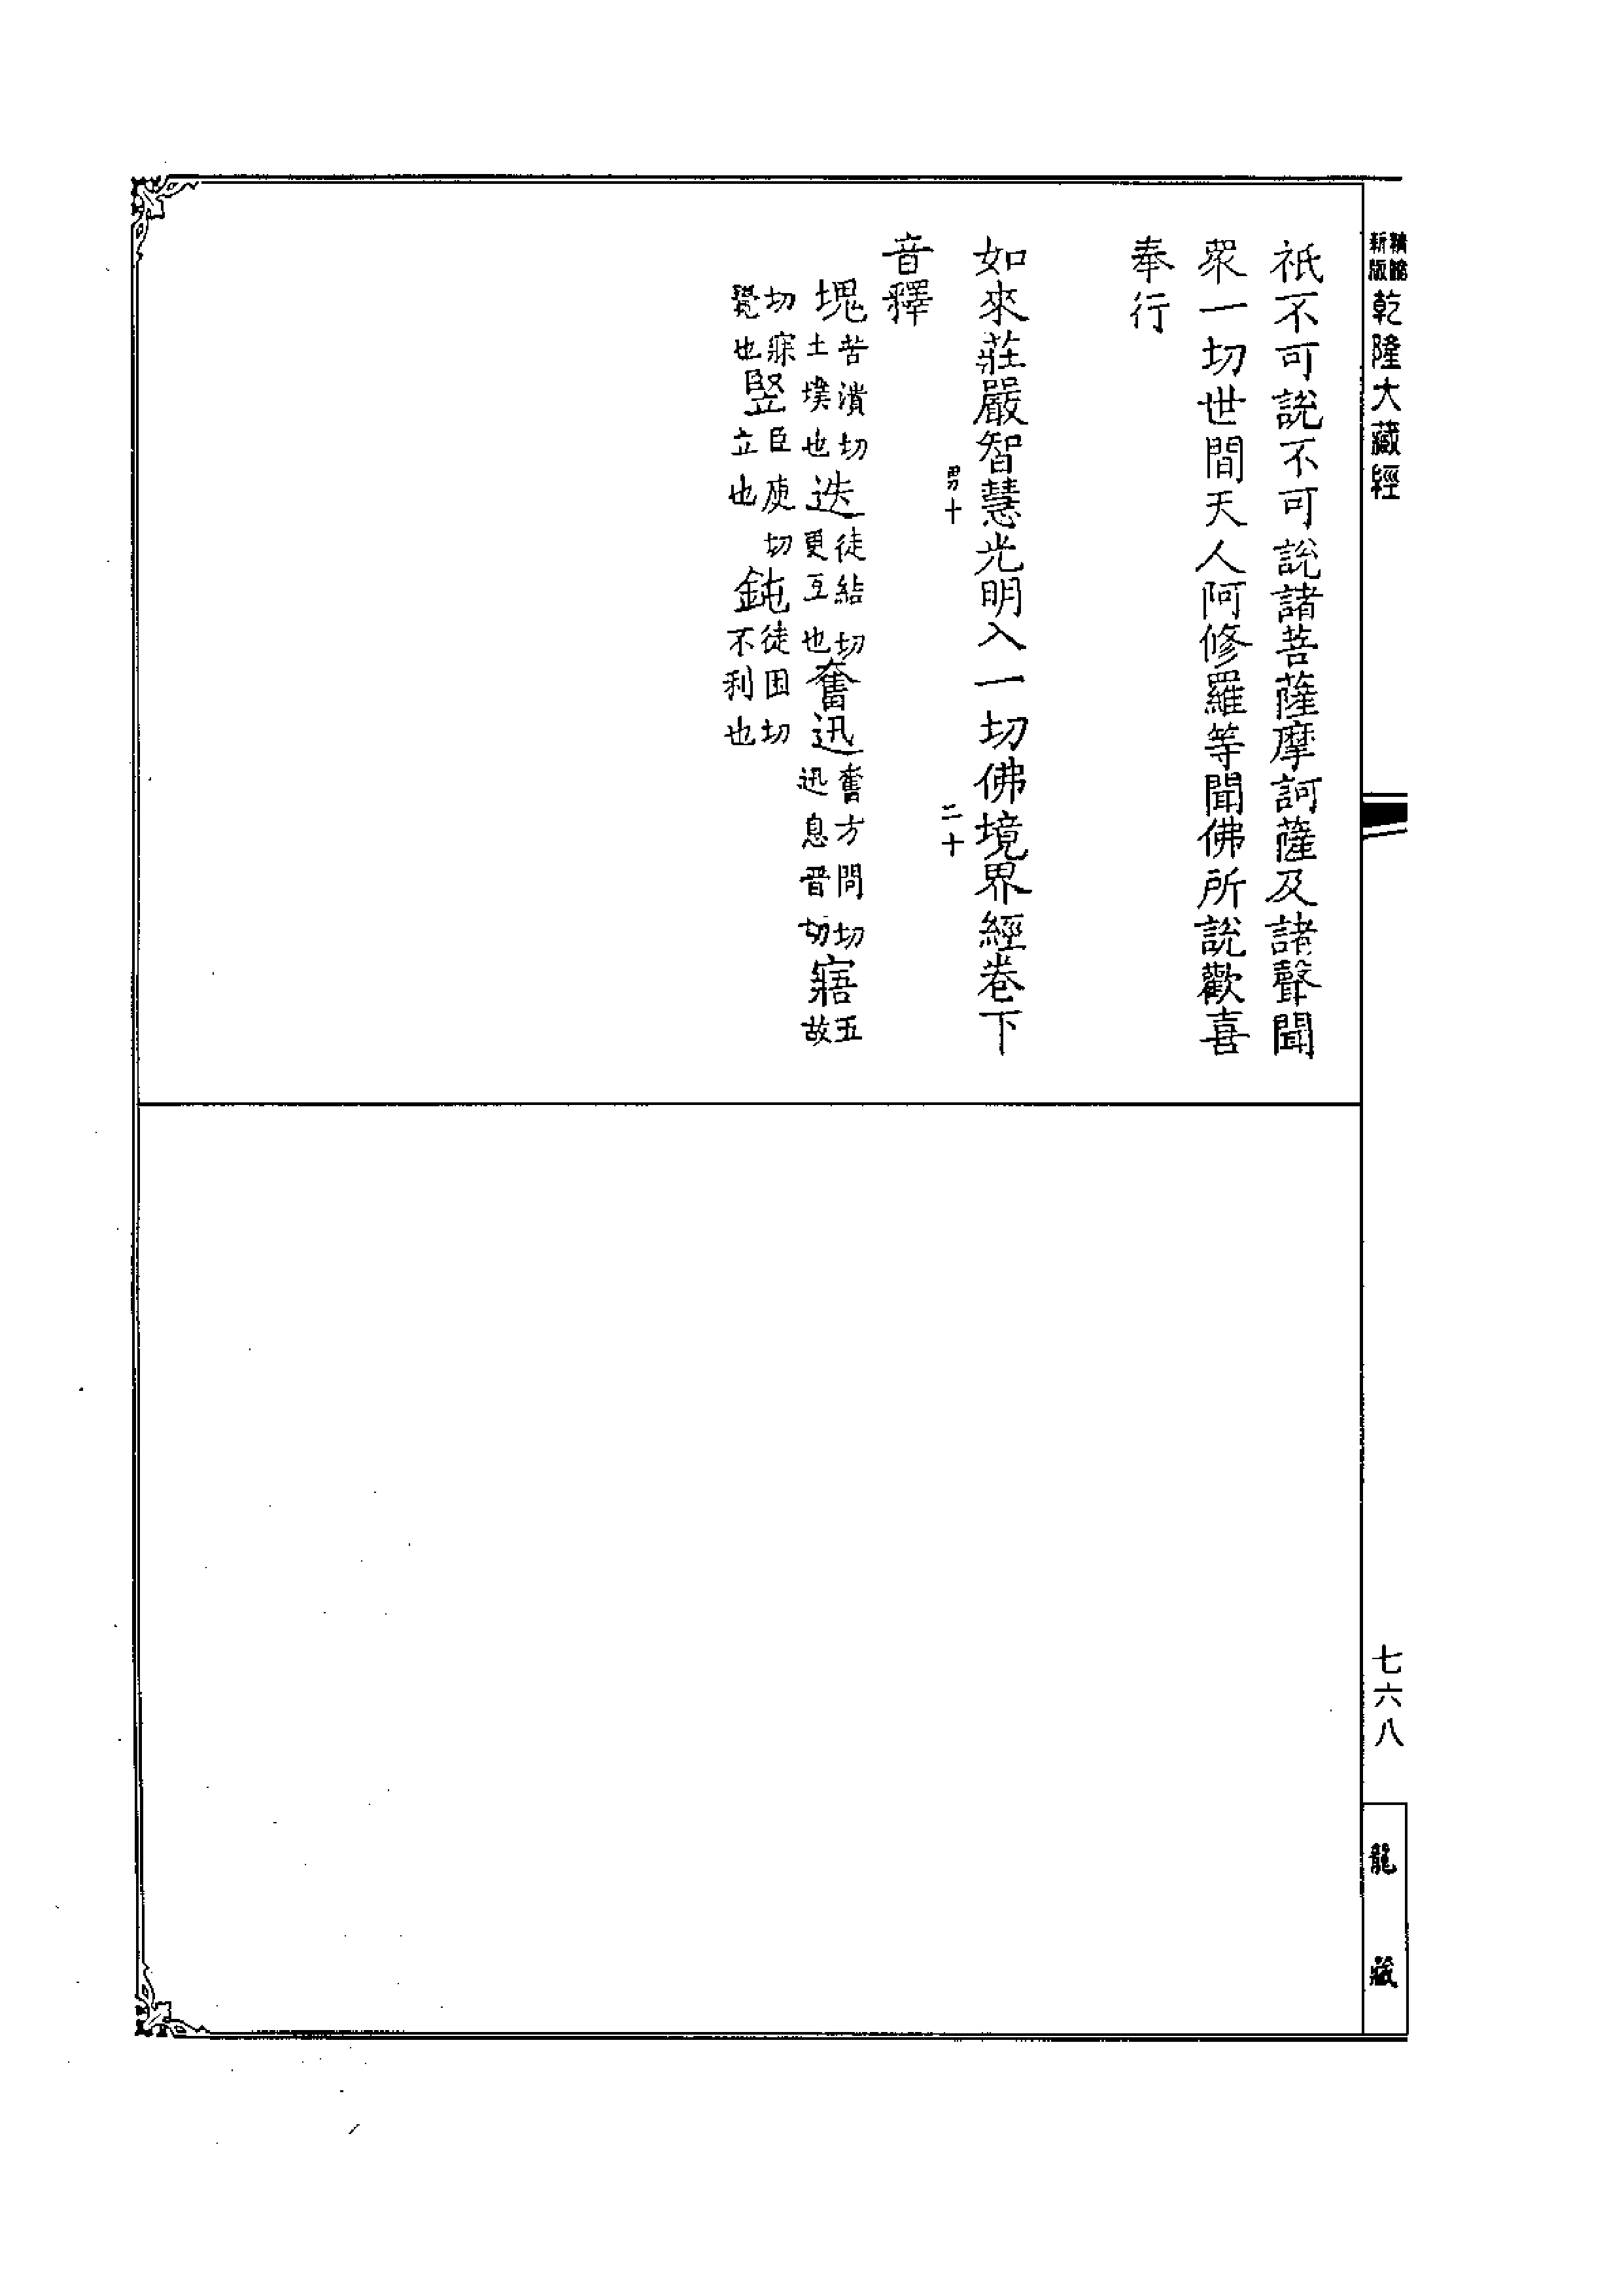 新版
乾隆大藏經
祇不可說不可說諸菩薩摩訶薩及諸聲聞
眾一切世間天人阿修羅等聞佛所說歡喜
奉行
如來莊嚴智慧光明入一切佛境界經卷下
男十
二十
音釋
塊苦潰切土墣也迭徒結切更互也奮迅奮方問切迅息晉切寤五故
切寐覺也竪臣庾切立也鈍徒困切不利也
七六八
龍藏